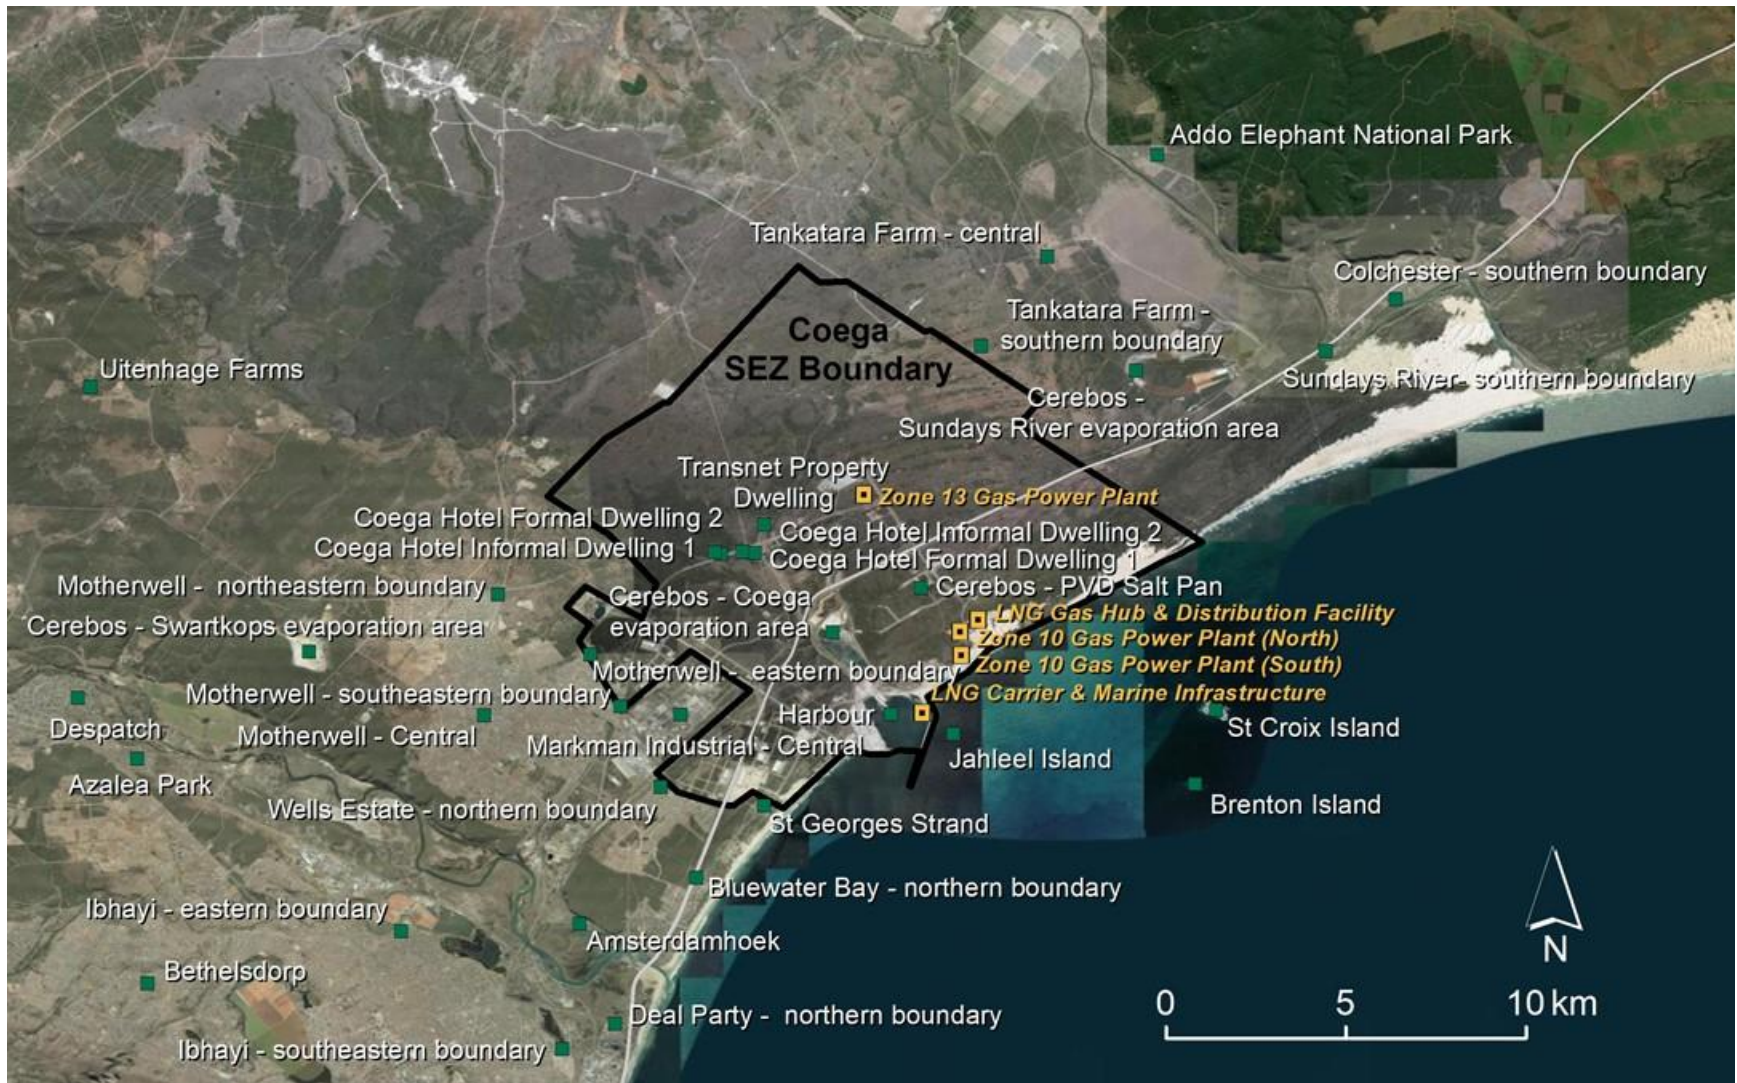 Addo Elephant National Park
Tankatara Farm - central
Colchester - southern boundary
Tankatara Farm -
southern boundary
Coega
SEZ Boundary
Uitenhage Farms
Sundays River- southern boundary
Cerebos -
Sundays River evaporation area
Transnet Property
Dwelling
Zone 13 Gas Power Plant
Coega Hotel Formal Dwelling 2
Coega Hotel Informal Dwelling 2
Coega Hotel Informal Dwelling 1
Coega Hotel Formal Dwelling 1
Motherwell - northeastern boundary
Cerebos - PVD Salt Pan
Cerebos - Coega
evaporation area
LNG Gas Hub & Distribution Facility
Cerebos - Swartkops evaporation area
Zone 10 Gas Power Plant (North)
Zone 10 Gas Power Plant (South)
Motherwell - eastern boundary
Motherwell - southeastern boundary
LNG Carrier & Marine Infrastructure
Despatch
Motherwell - Central
Harbour
St Croix Island
Markman Industrial - Central
Jahleel Island
Azalea Park
Wells Estate - northern boundary
Brenton Island
St Georges Strand
Bluewater Bay - northern boundary
Ibhayi - eastern boundary
Amsterdamhoek
N
Bethelsdorp
0 5 10 km
Deal Party - northern boundary
Ibhayi - southeastern boundary